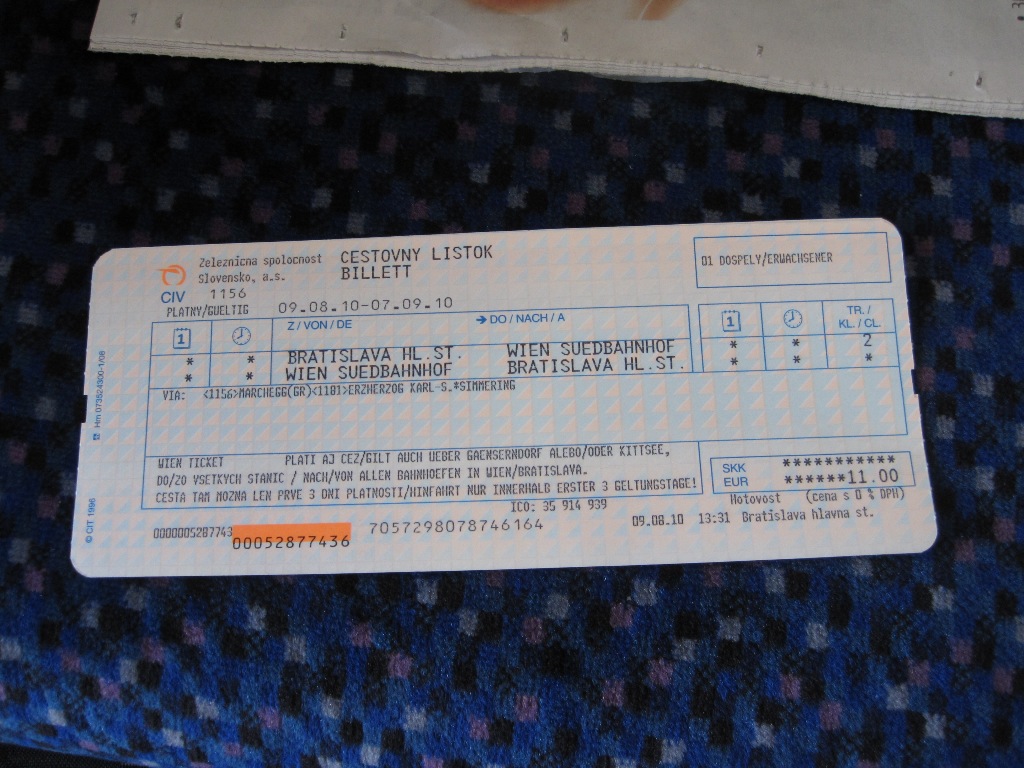 Zeleznicna spolocnost CESTOVNY LISTOK
Slovensko, a.s. BILLETT
01 DOSPELY/ERWACHSENER
CIV 1156
PLATNY/GUELTIG 09.08.10-07.09.10
1 Z / VON / DE → DO / NACH / A 1 TR. / KL. / CL.
* * BRATISLAVA HL.ST. WIEN SUEDBAHNHOF * * 2
* * WIEN SUEDBAHNHOF BRATISLAVA HL.ST. * * *
VIA: <1156>MARCHEGG(GR)<1181>ERZHERZOG KARL-S.*SIMMERING
WIEN TICKET PLATI AJ CEZ/GILT AUCH UEBER GAENSERNDORF ALEBO/ODER KITTSEE,
DO/ZO VSETKYCH STANIC / NACH/VON ALLEN BAHNHOEFEN IN WIEN/BRATISLAVA.
CESTA TAM MOZNA LEN PRVE 3 DNI PLATNOSTI/HINFAHRT NUR INNERHALB ERSTER 3 GELTUNGSTAGE!
SKK ***********
EUR ******11.00
Hotovost (cena s 0 % DPH)
ICO: 35 914 939
09.08.10 13:31 Bratislava hlavna st.
0000005287743 00052877436 7057298078746164
© CIT 1996